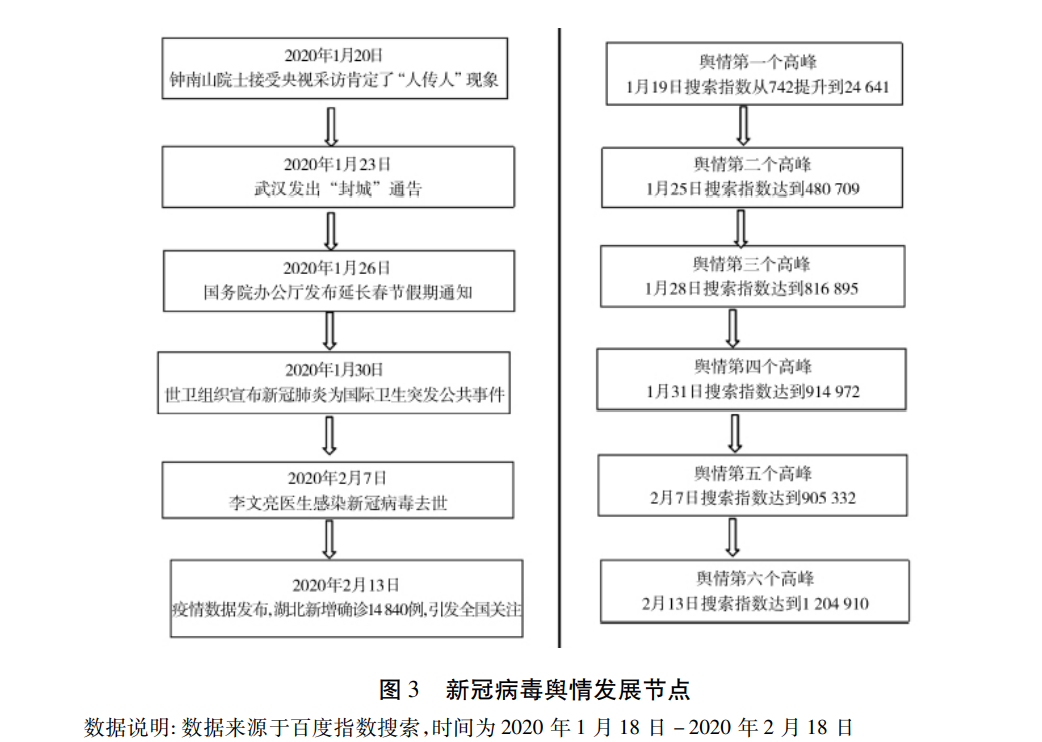 2020年1月20日
钟南山院士接受央视采访肯定了“人传人”现象
2020年1月23日
武汉发出“封城”通告
2020年1月26日
国务院办公厅发布延长春节假期通知
2020年1月30日
世卫组织宣布新冠肺炎为国际卫生突发公共事件
2020年2月7日
李文亮医生感染新冠病毒去世
2020年2月13日
疫情数据发布,湖北新增确诊14 840例,引发全国关注
舆情第一个高峰
1月19日搜索指数从742提升到24 641
舆情第二个高峰
1月25日搜索指数达到480 709
舆情第三个高峰
1月28日搜索指数达到816 895
舆情第四个高峰
1月31日搜索指数达到914 972
舆情第五个高峰
2月7日搜索指数达到905 332
舆情第六个高峰
2月13日搜索指数达到1 204 910
图 3 新冠病毒舆情发展节点
数据说明: 数据来源于百度指数搜索,时间为 2020 年 1 月 18 日 - 2020 年 2 月 18 日